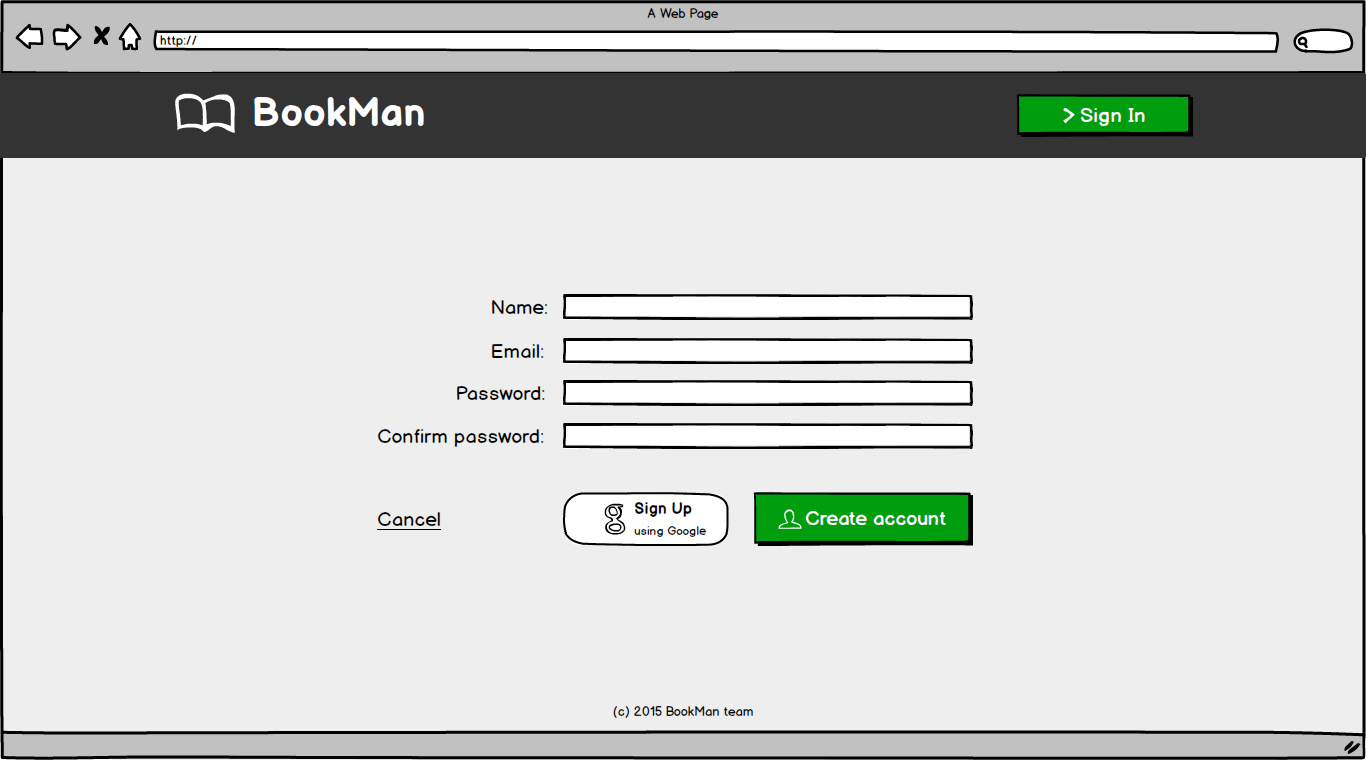 A Web Page
http://
BookMan
> Sign In
Name:
Email:
Password:
Confirm password:
Cancel
Sign Up
using Google
Create account
(c) 2015 BookMan team